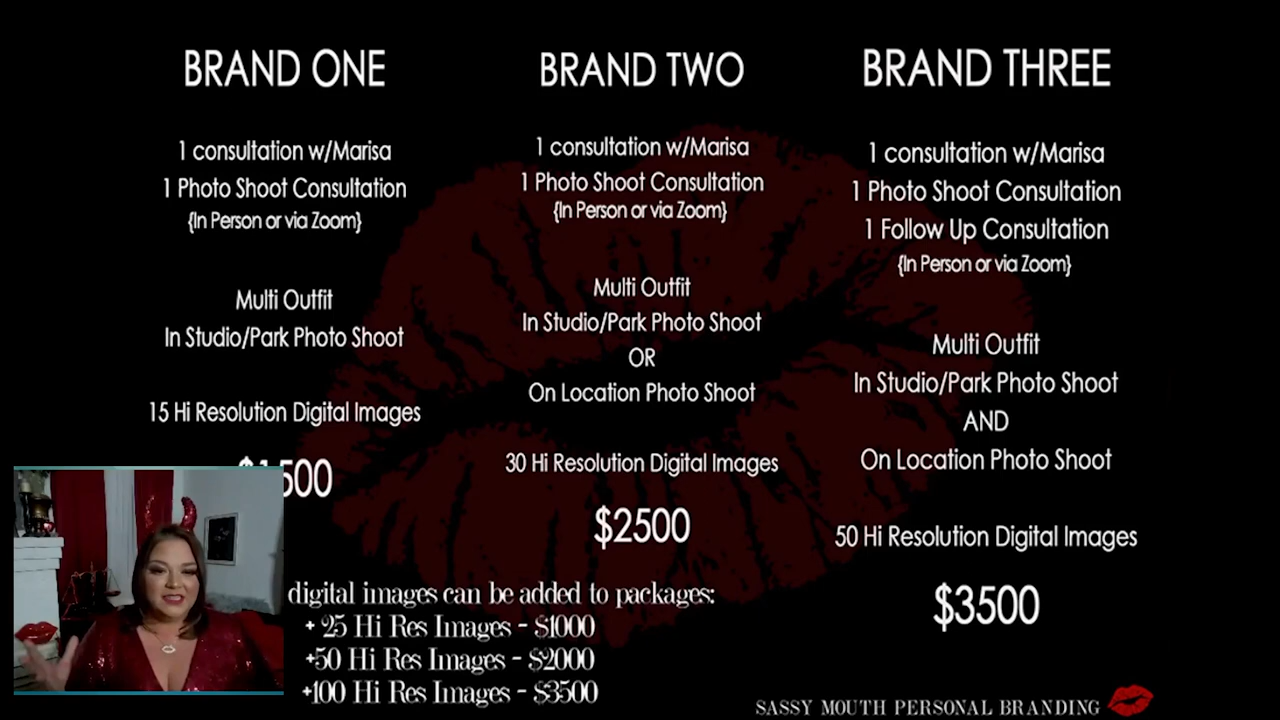 BRAND ONE
1 consultation w/Marisa
1 Photo Shoot Consultation
{In Person or via Zoom}
Multi Outfit
In Studio/Park Photo Shoot
15 Hi Resolution Digital Images
$1500
BRAND TWO
1 consultation w/Marisa
1 Photo Shoot Consultation
{In Person or via Zoom}
Multi Outfit
In Studio/Park Photo Shoot
OR
On Location Photo Shoot
30 Hi Resolution Digital Images
$2500
BRAND THREE
1 consultation w/Marisa
1 Photo Shoot Consultation
1 Follow Up Consultation
{In Person or via Zoom}
Multi Outfit
In Studio/Park Photo Shoot
AND
On Location Photo Shoot
50 Hi Resolution Digital Images
$3500
digital images can be added to packages:
+ 25 Hi Res Images - $1000
+50 Hi Res Images - $2000
+100 Hi Res Images - $3500
SASSY MOUTH PERSONAL BRANDING